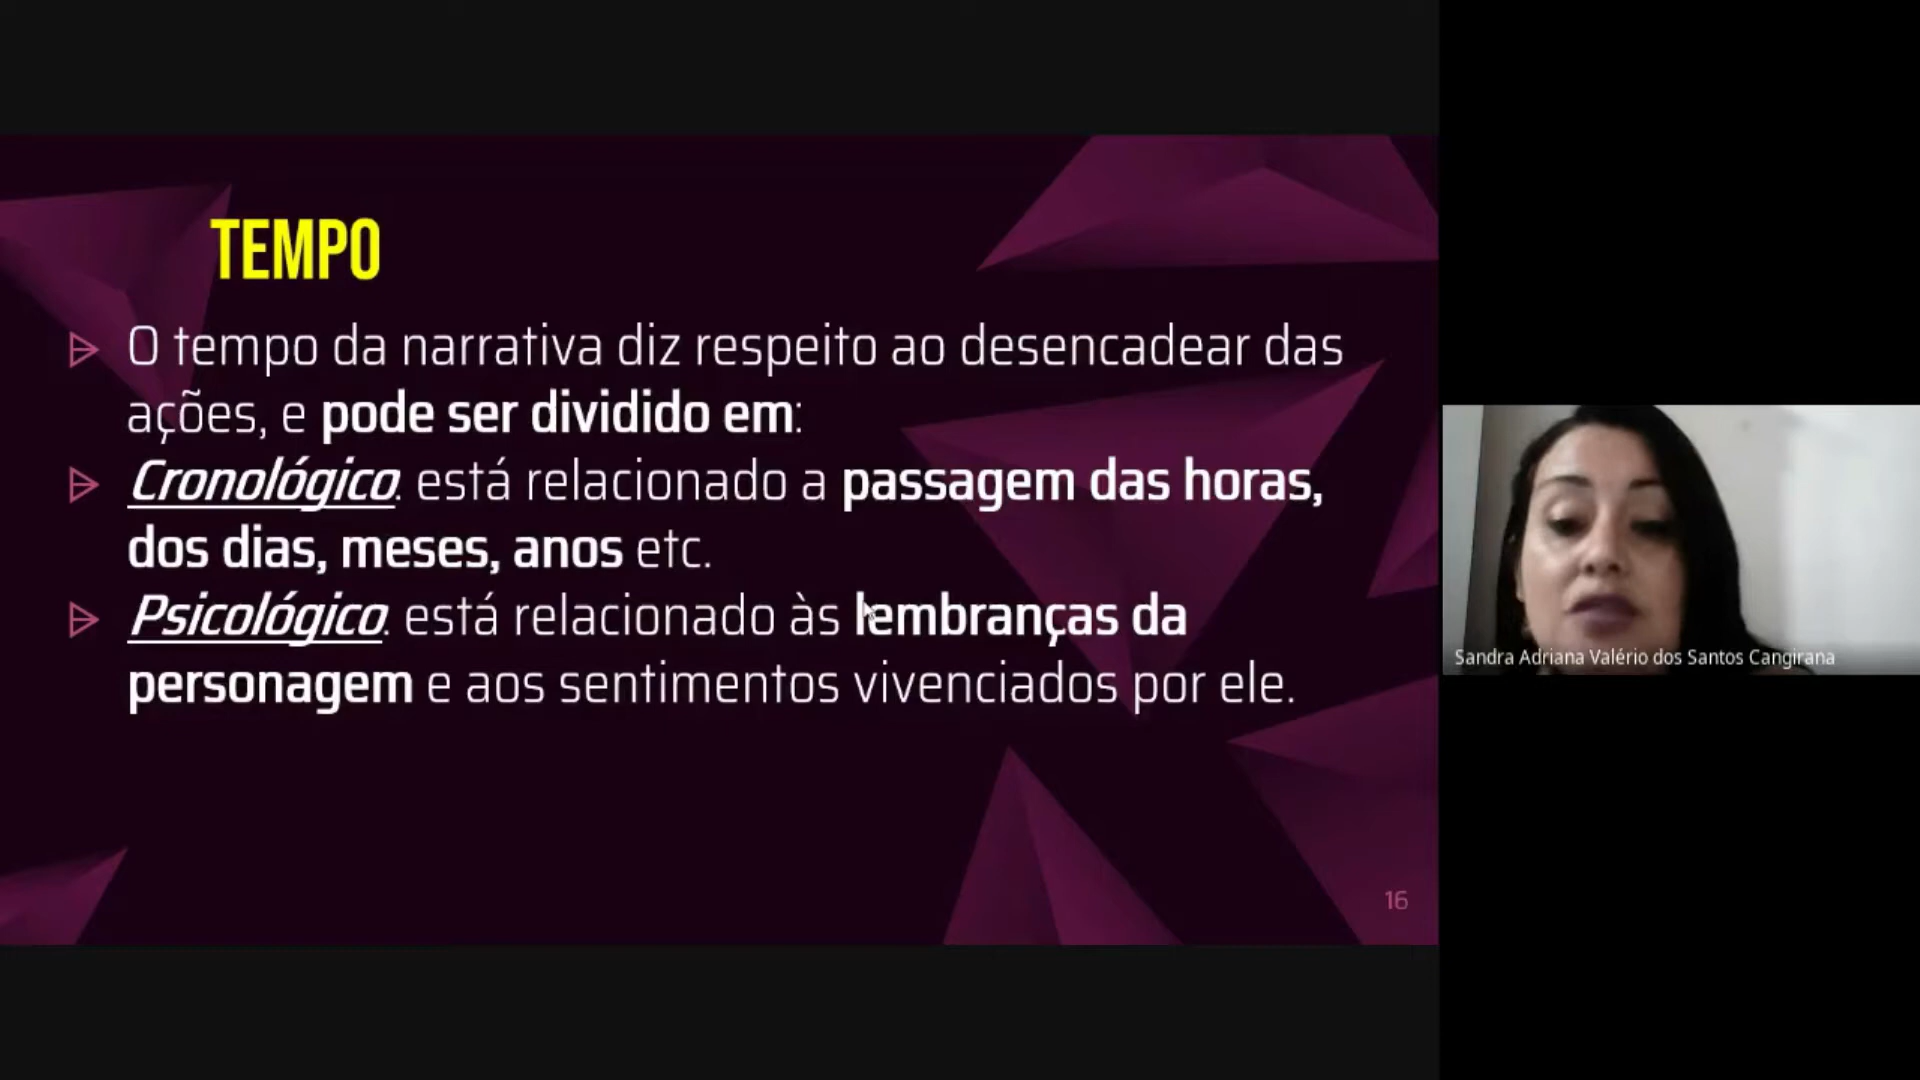 TEMPO
O tempo da narrativa diz respeito ao desencadear das
ações, e pode ser dividido em:
Cronológico: está relacionado a passagem das horas,
dos dias, meses, anos etc.
Psicológico: está relacionado às lembranças da
personagem e aos sentimentos vivenciados por ele.
16
Sandra Adriana Valério dos Santos Cangirana